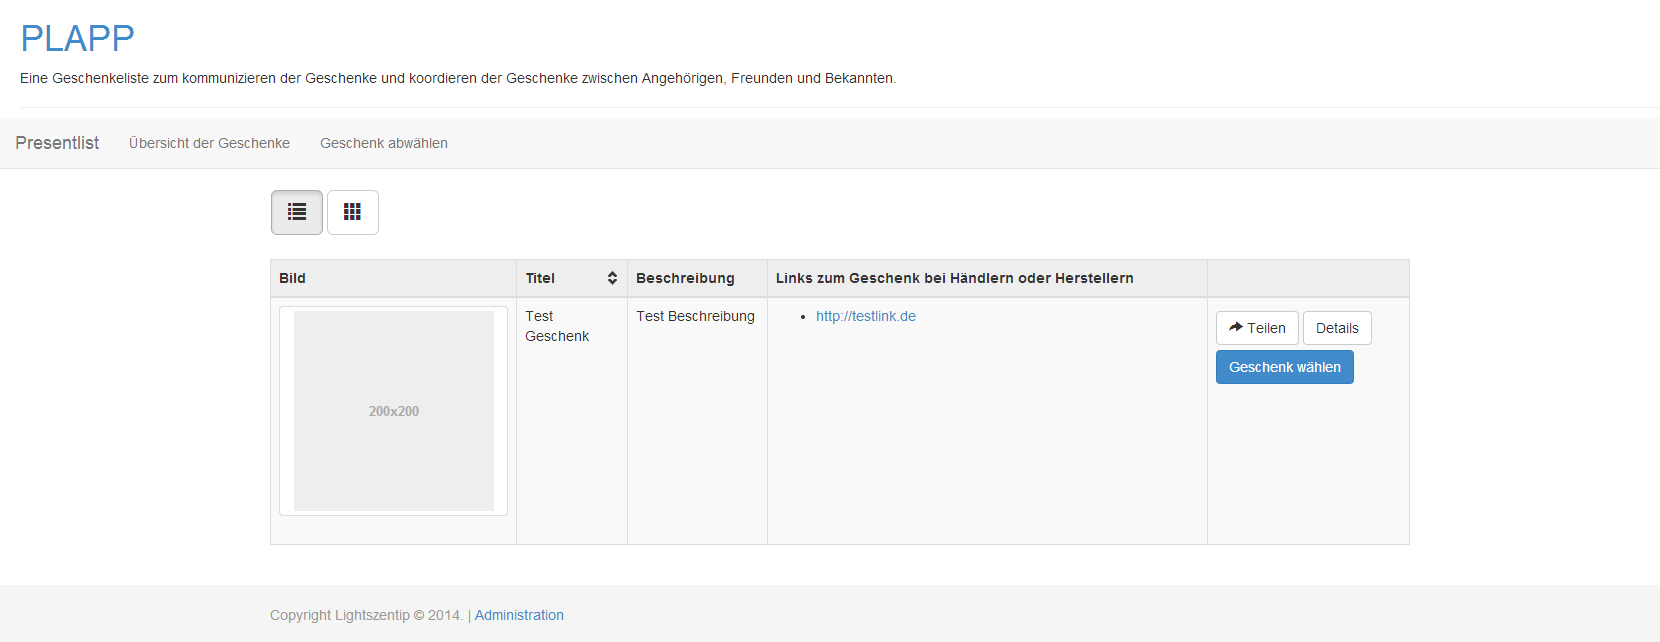 PLAPP
Eine Geschenkeliste zum kommunizieren der Geschenke und koordieren der Geschenke zwischen Angehörigen, Freunden und Bekannten.
Presentlist Übersicht der Geschenke Geschenk abwählen
Bild Titel Beschreibung Links zum Geschenk bei Händlern oder Herstellern
200x200
Test
Geschenk
Test Beschreibung
• http://testlink.de
Teilen Details
Geschenk wählen
Copyright Lightszentip © 2014. | Administration